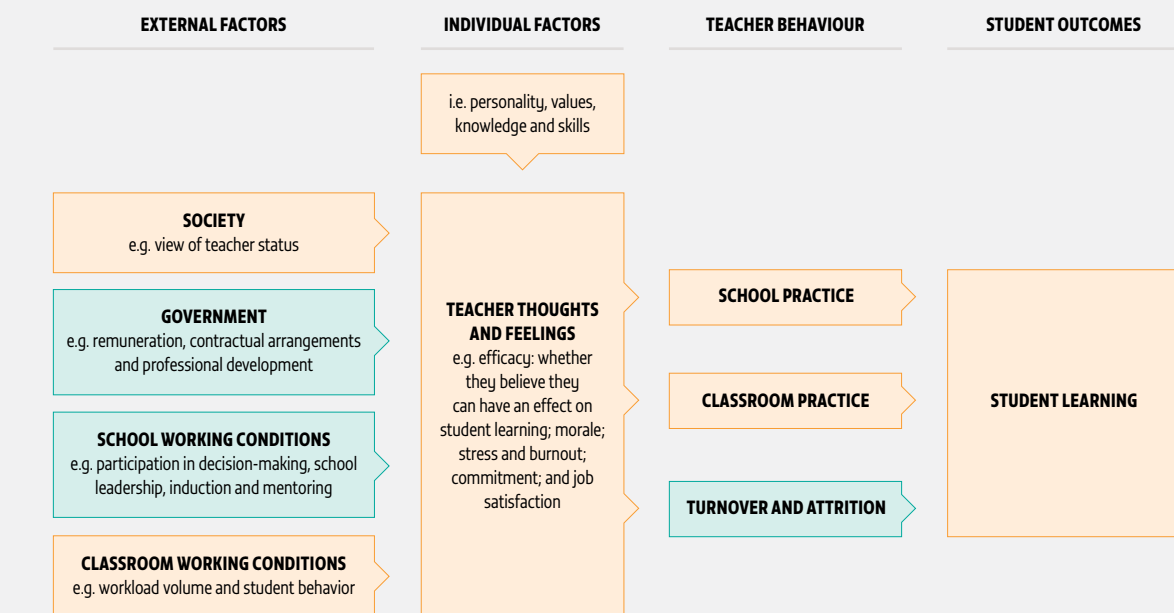 EXTERNAL FACTORS
INDIVIDUAL FACTORS
TEACHER BEHAVIOUR
STUDENT OUTCOMES
i.e. personality, values,
knowledge and skills
SOCIETY
e.g. view of teacher status
GOVERNMENT
e.g. remuneration, contractual arrangements
and professional development
SCHOOL WORKING CONDITIONS
e.g. participation in decision-making, school
leadership, induction and mentoring
CLASSROOM WORKING CONDITIONS
e.g. workload volume and student behavior
TEACHER THOUGHTS
AND FEELINGS
e.g. efficacy: whether
they believe they
can have an effect on
student learning; morale;
stress and burnout;
commitment; and job
satisfaction
SCHOOL PRACTICE
CLASSROOM PRACTICE
TURNOVER AND ATTRITION
STUDENT LEARNING